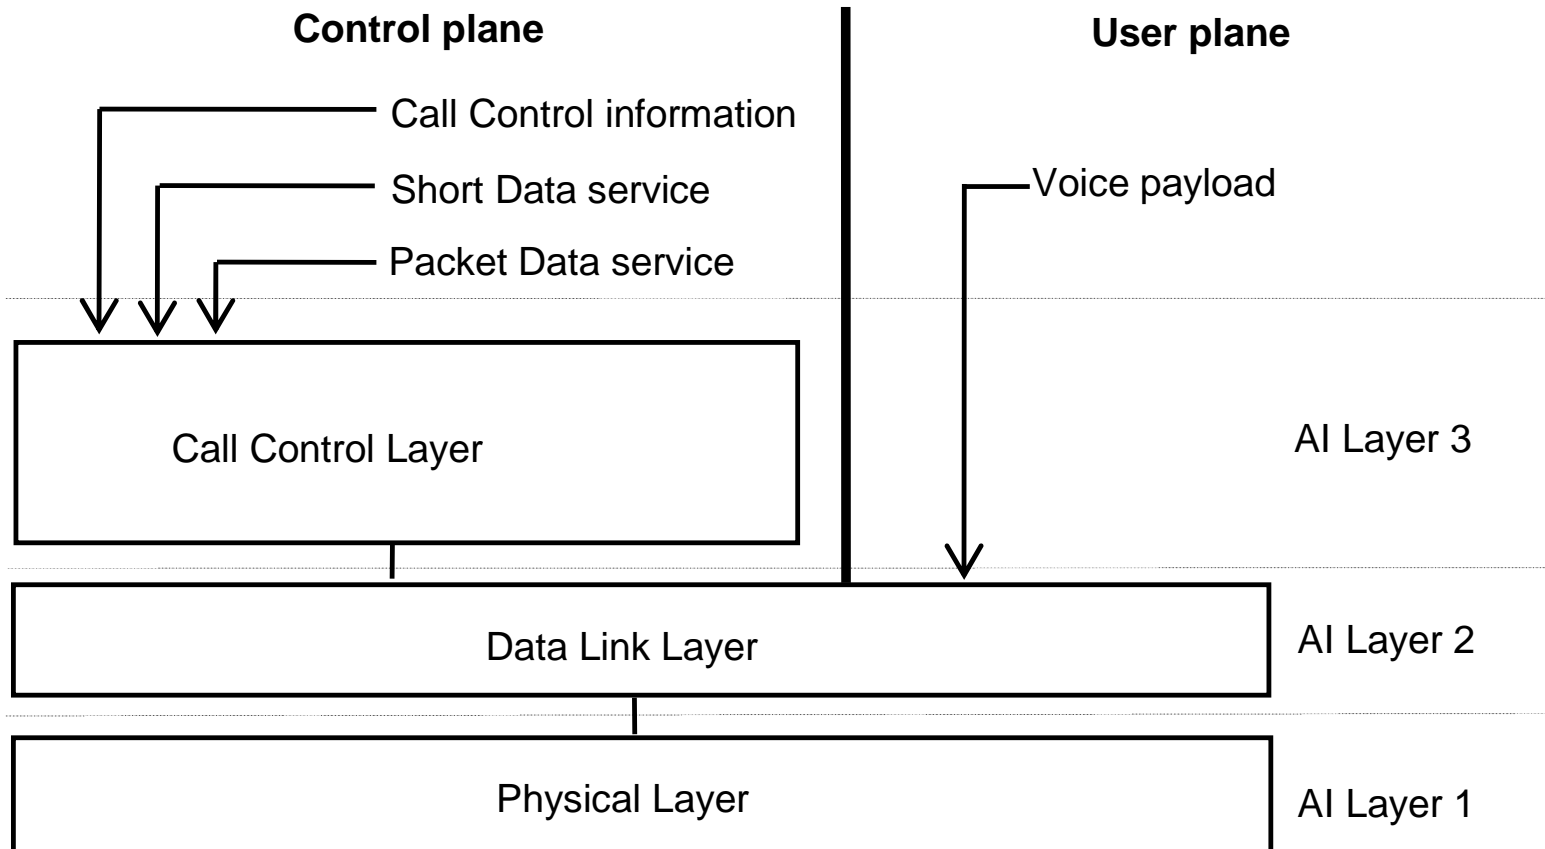 Control plane
User plane
Call Control information
Short Data service
Voice payload
Packet Data service
Call Control Layer
AI Layer 3
Data Link Layer
AI Layer 2
Physical Layer
AI Layer 1